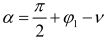 α = π/2 + φ₁ − ν